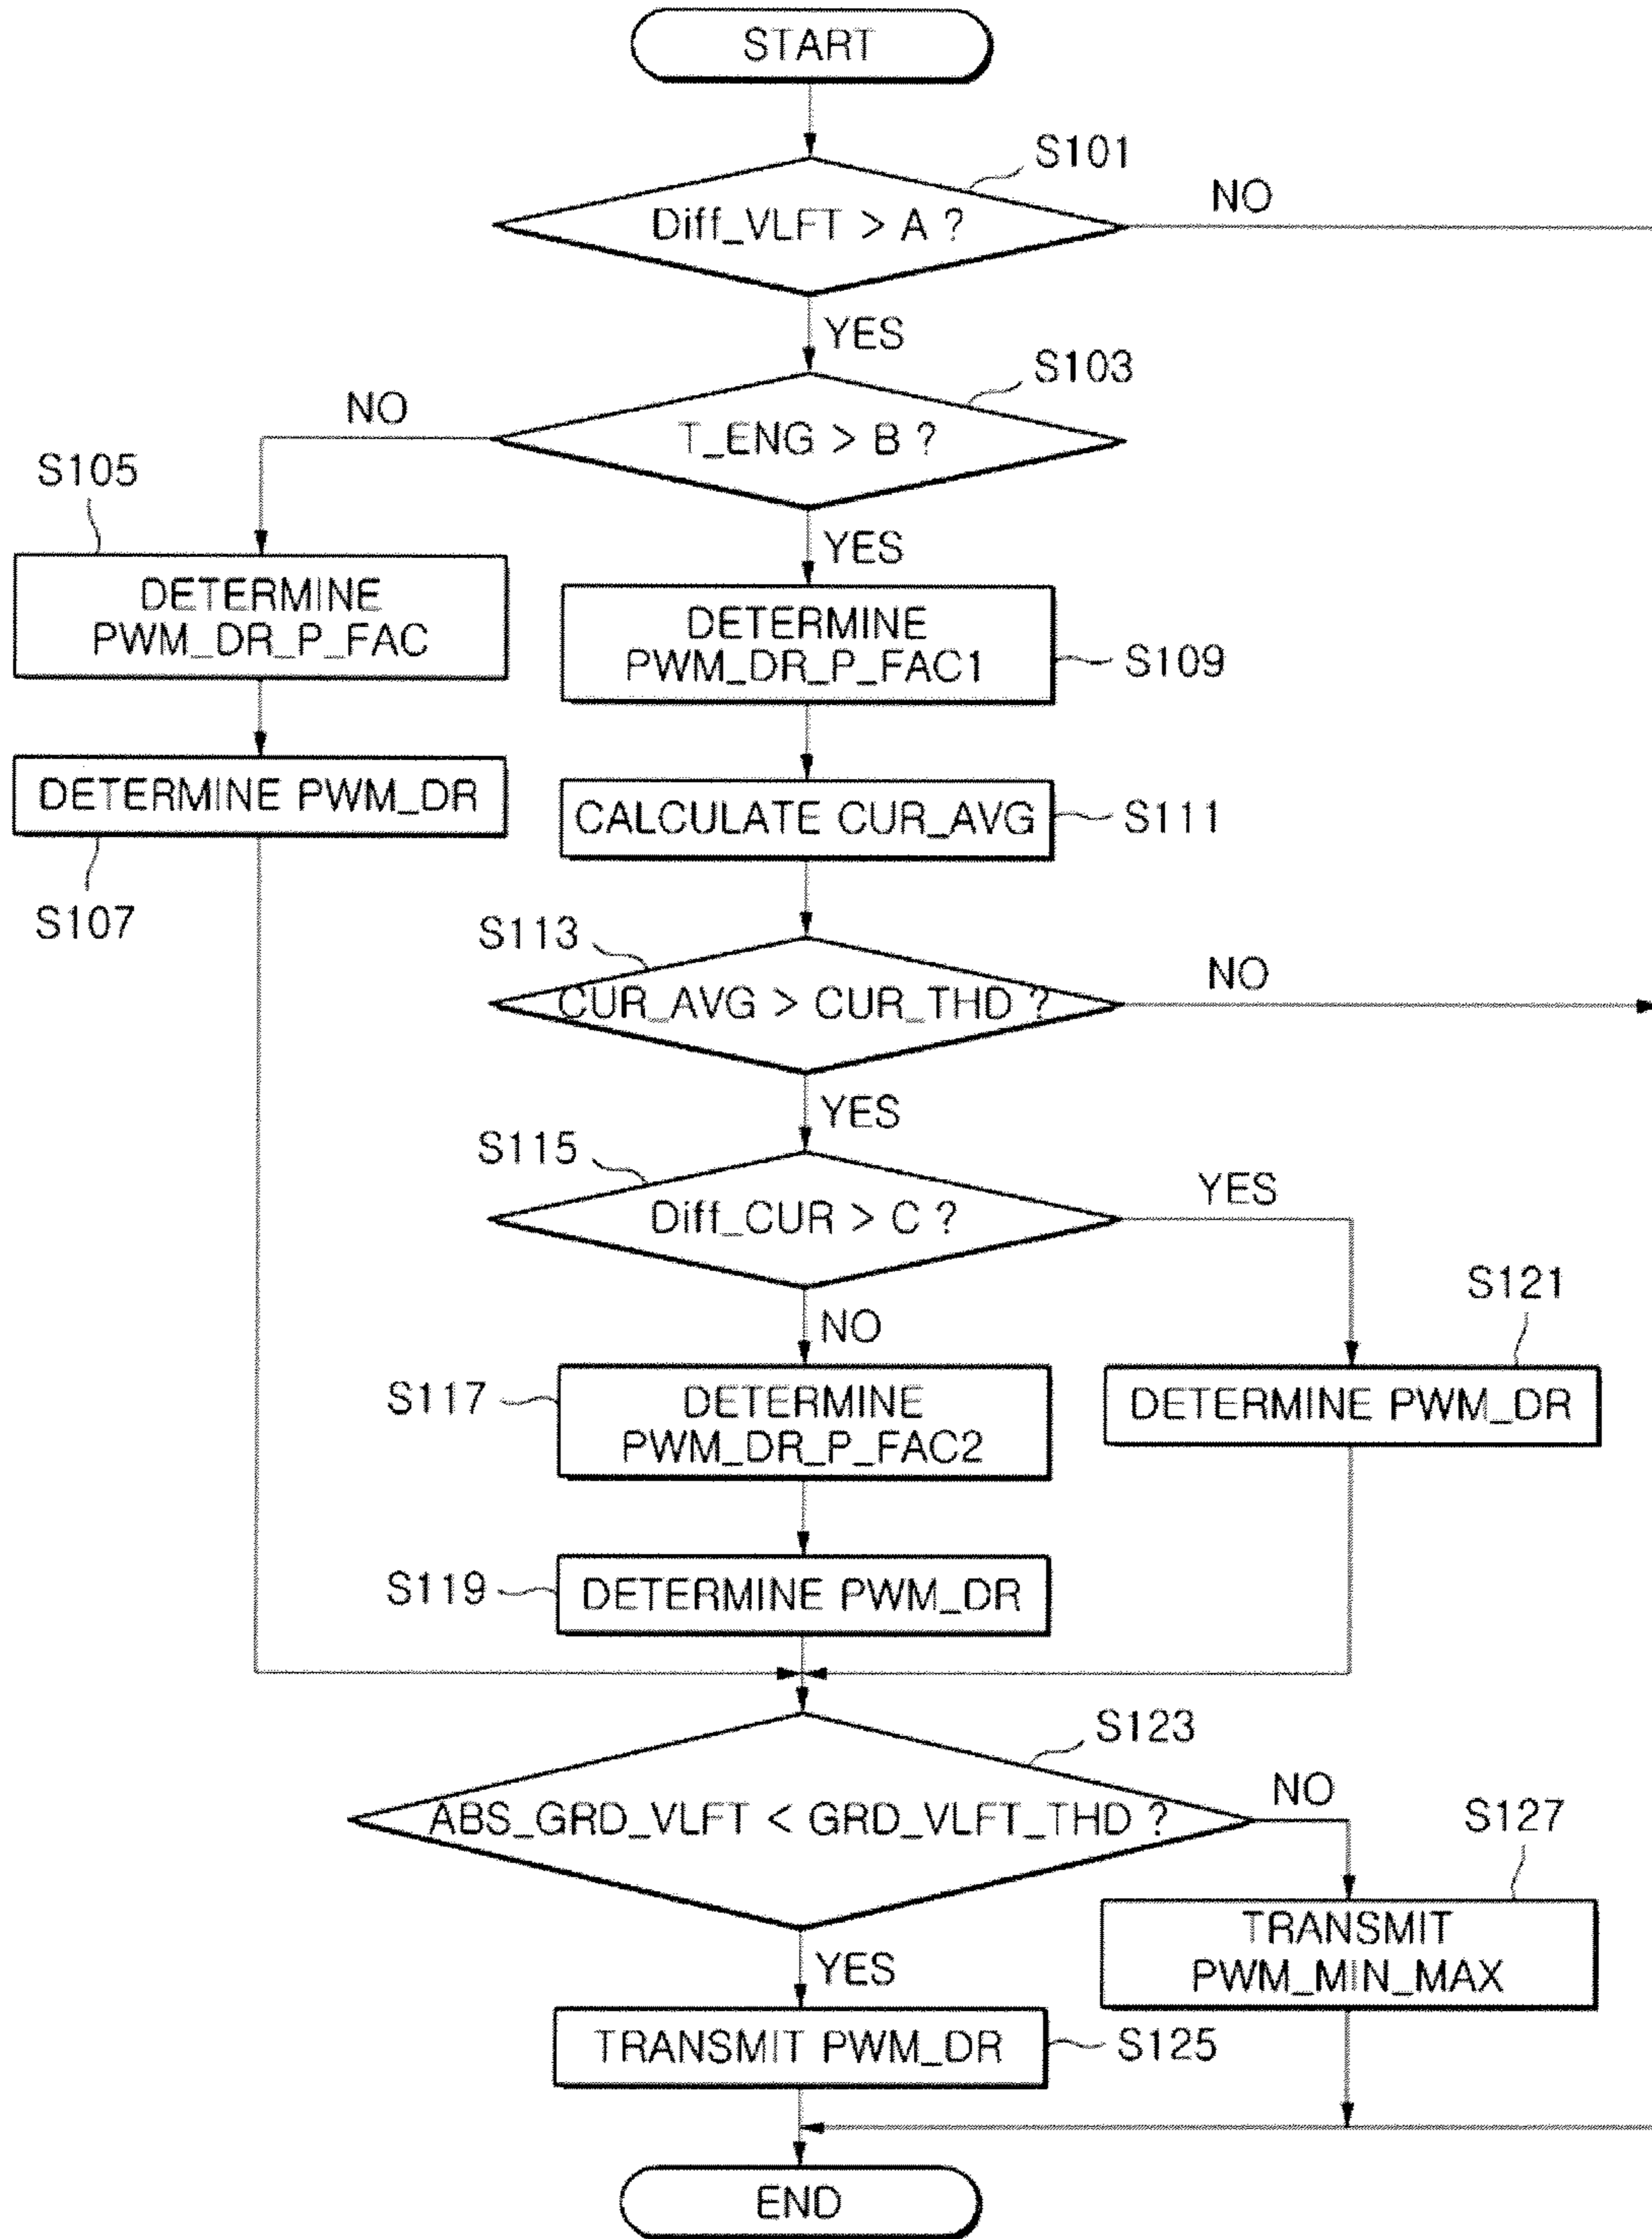 START
S101
Diff_VLFT > A ?
NO
YES
S103
T_ENG > B ?
NO
YES
S105
DETERMINE
PWM_DR_P_FAC
DETERMINE
PWM_DR_P_FAC1
S109
DETERMINE PWM_DR
S107
CALCULATE CUR_AVG
S111
S113
CUR_AVG > CUR_THD ?
NO
YES
S115
Diff_CUR > C ?
YES
NO
S121
DETERMINE PWM_DR
S117
DETERMINE
PWM_DR_P_FAC2
S119
DETERMINE PWM_DR
S123
ABS_GRD_VLFT < GRD_VLFT_THD ?
NO
YES
S127
TRANSMIT
PWM_MIN_MAX
TRANSMIT PWM_DR
S125
END